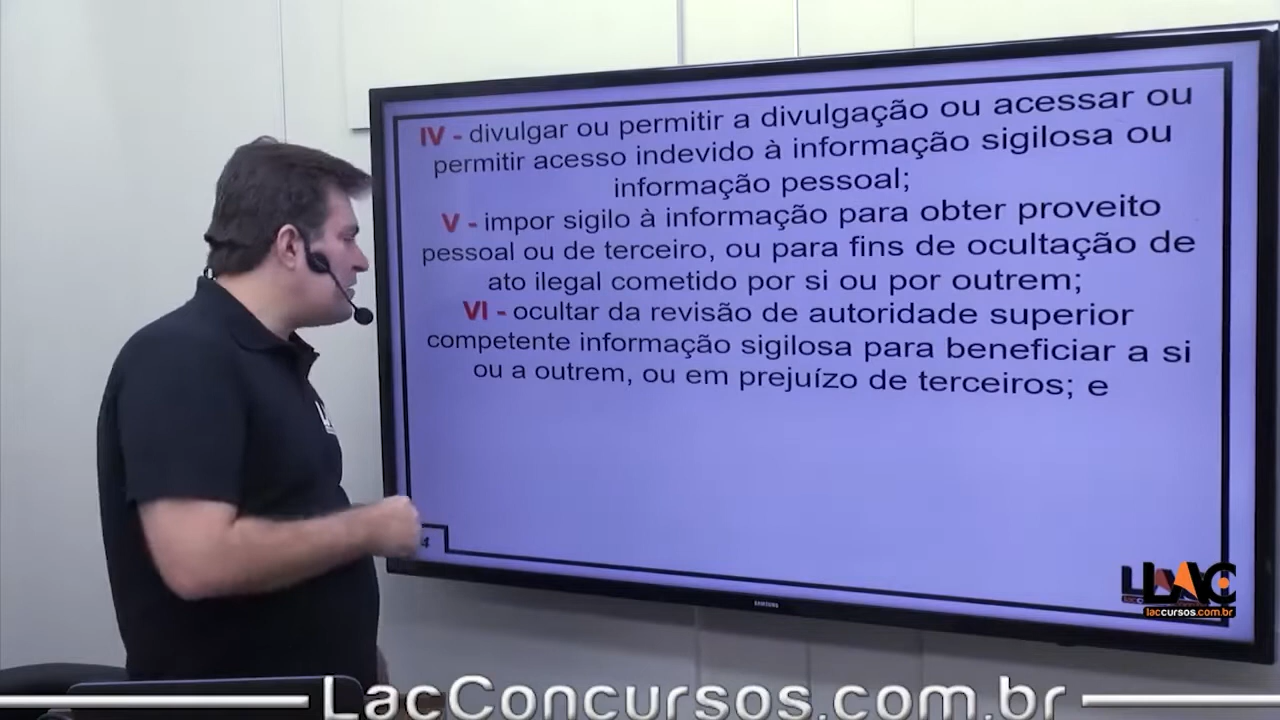 IV - divulgar ou permitir a divulgação ou acessar ou
permitir acesso indevido à informação sigilosa ou
informação pessoal;
V - impor sigilo à informação para obter proveito
pessoal ou de terceiro, ou para fins de ocultação de
ato ilegal cometido por si ou por outrem;
VI - ocultar da revisão de autoridade superior
competente informação sigilosa para beneficiar a si
ou a outrem, ou em prejuízo de terceiros; e
4
LAC
laccursos.com.br
SAMSUNG
LacConcursos.com.br